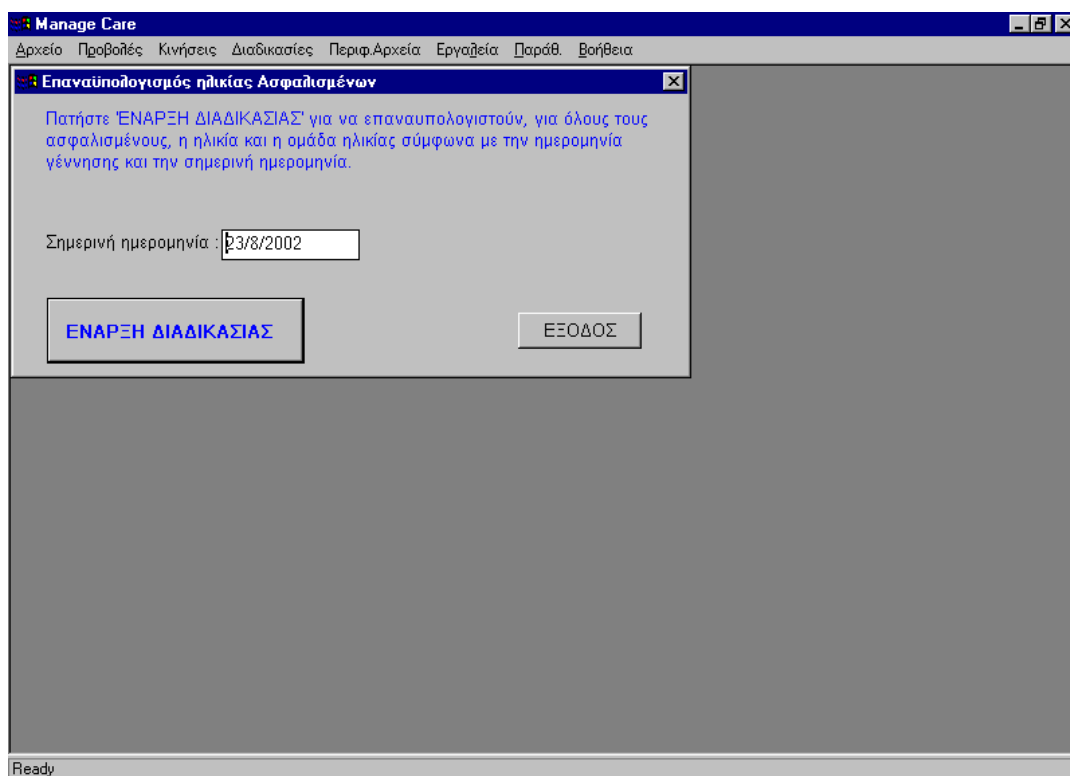 Manage Care
Αρχείο Προβολές Κινήσεις Διαδικασίες Περιφ.Αρχεία Εργαλεία Παράθ. Βοήθεια
Επαναϋπολογισμός ηλικίας Ασφαλισμένων
Πατήστε 'ΕΝΑΡΞΗ ΔΙΑΔΙΚΑΣΙΑΣ' για να επαναυπολογιστούν, για όλους τους
ασφαλισμένους, η ηλικία και η ομάδα ηλικίας σύμφωνα με την ημερομηνία
γέννησης και την σημερινή ημερομηνία.
Σημερινή ημερομηνία : 23/8/2002
ΕΝΑΡΞΗ ΔΙΑΔΙΚΑΣΙΑΣ ΕΞΟΔΟΣ
Ready